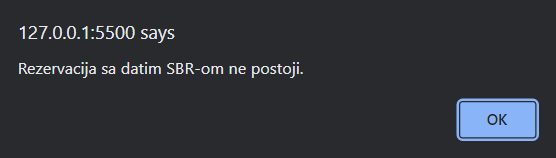 127.0.0.1:5500 says
Rezervacija sa datim SBR-om ne postoji.
OK